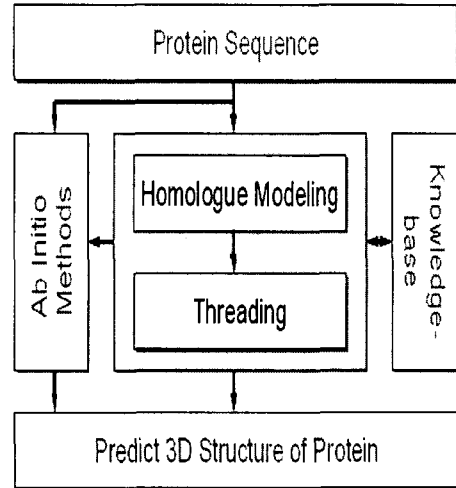 Protein Sequence
Ab Initio
Methods
Homologue Modeling
Threading
Knowledge-
base
Predict 3D Structure of Protein